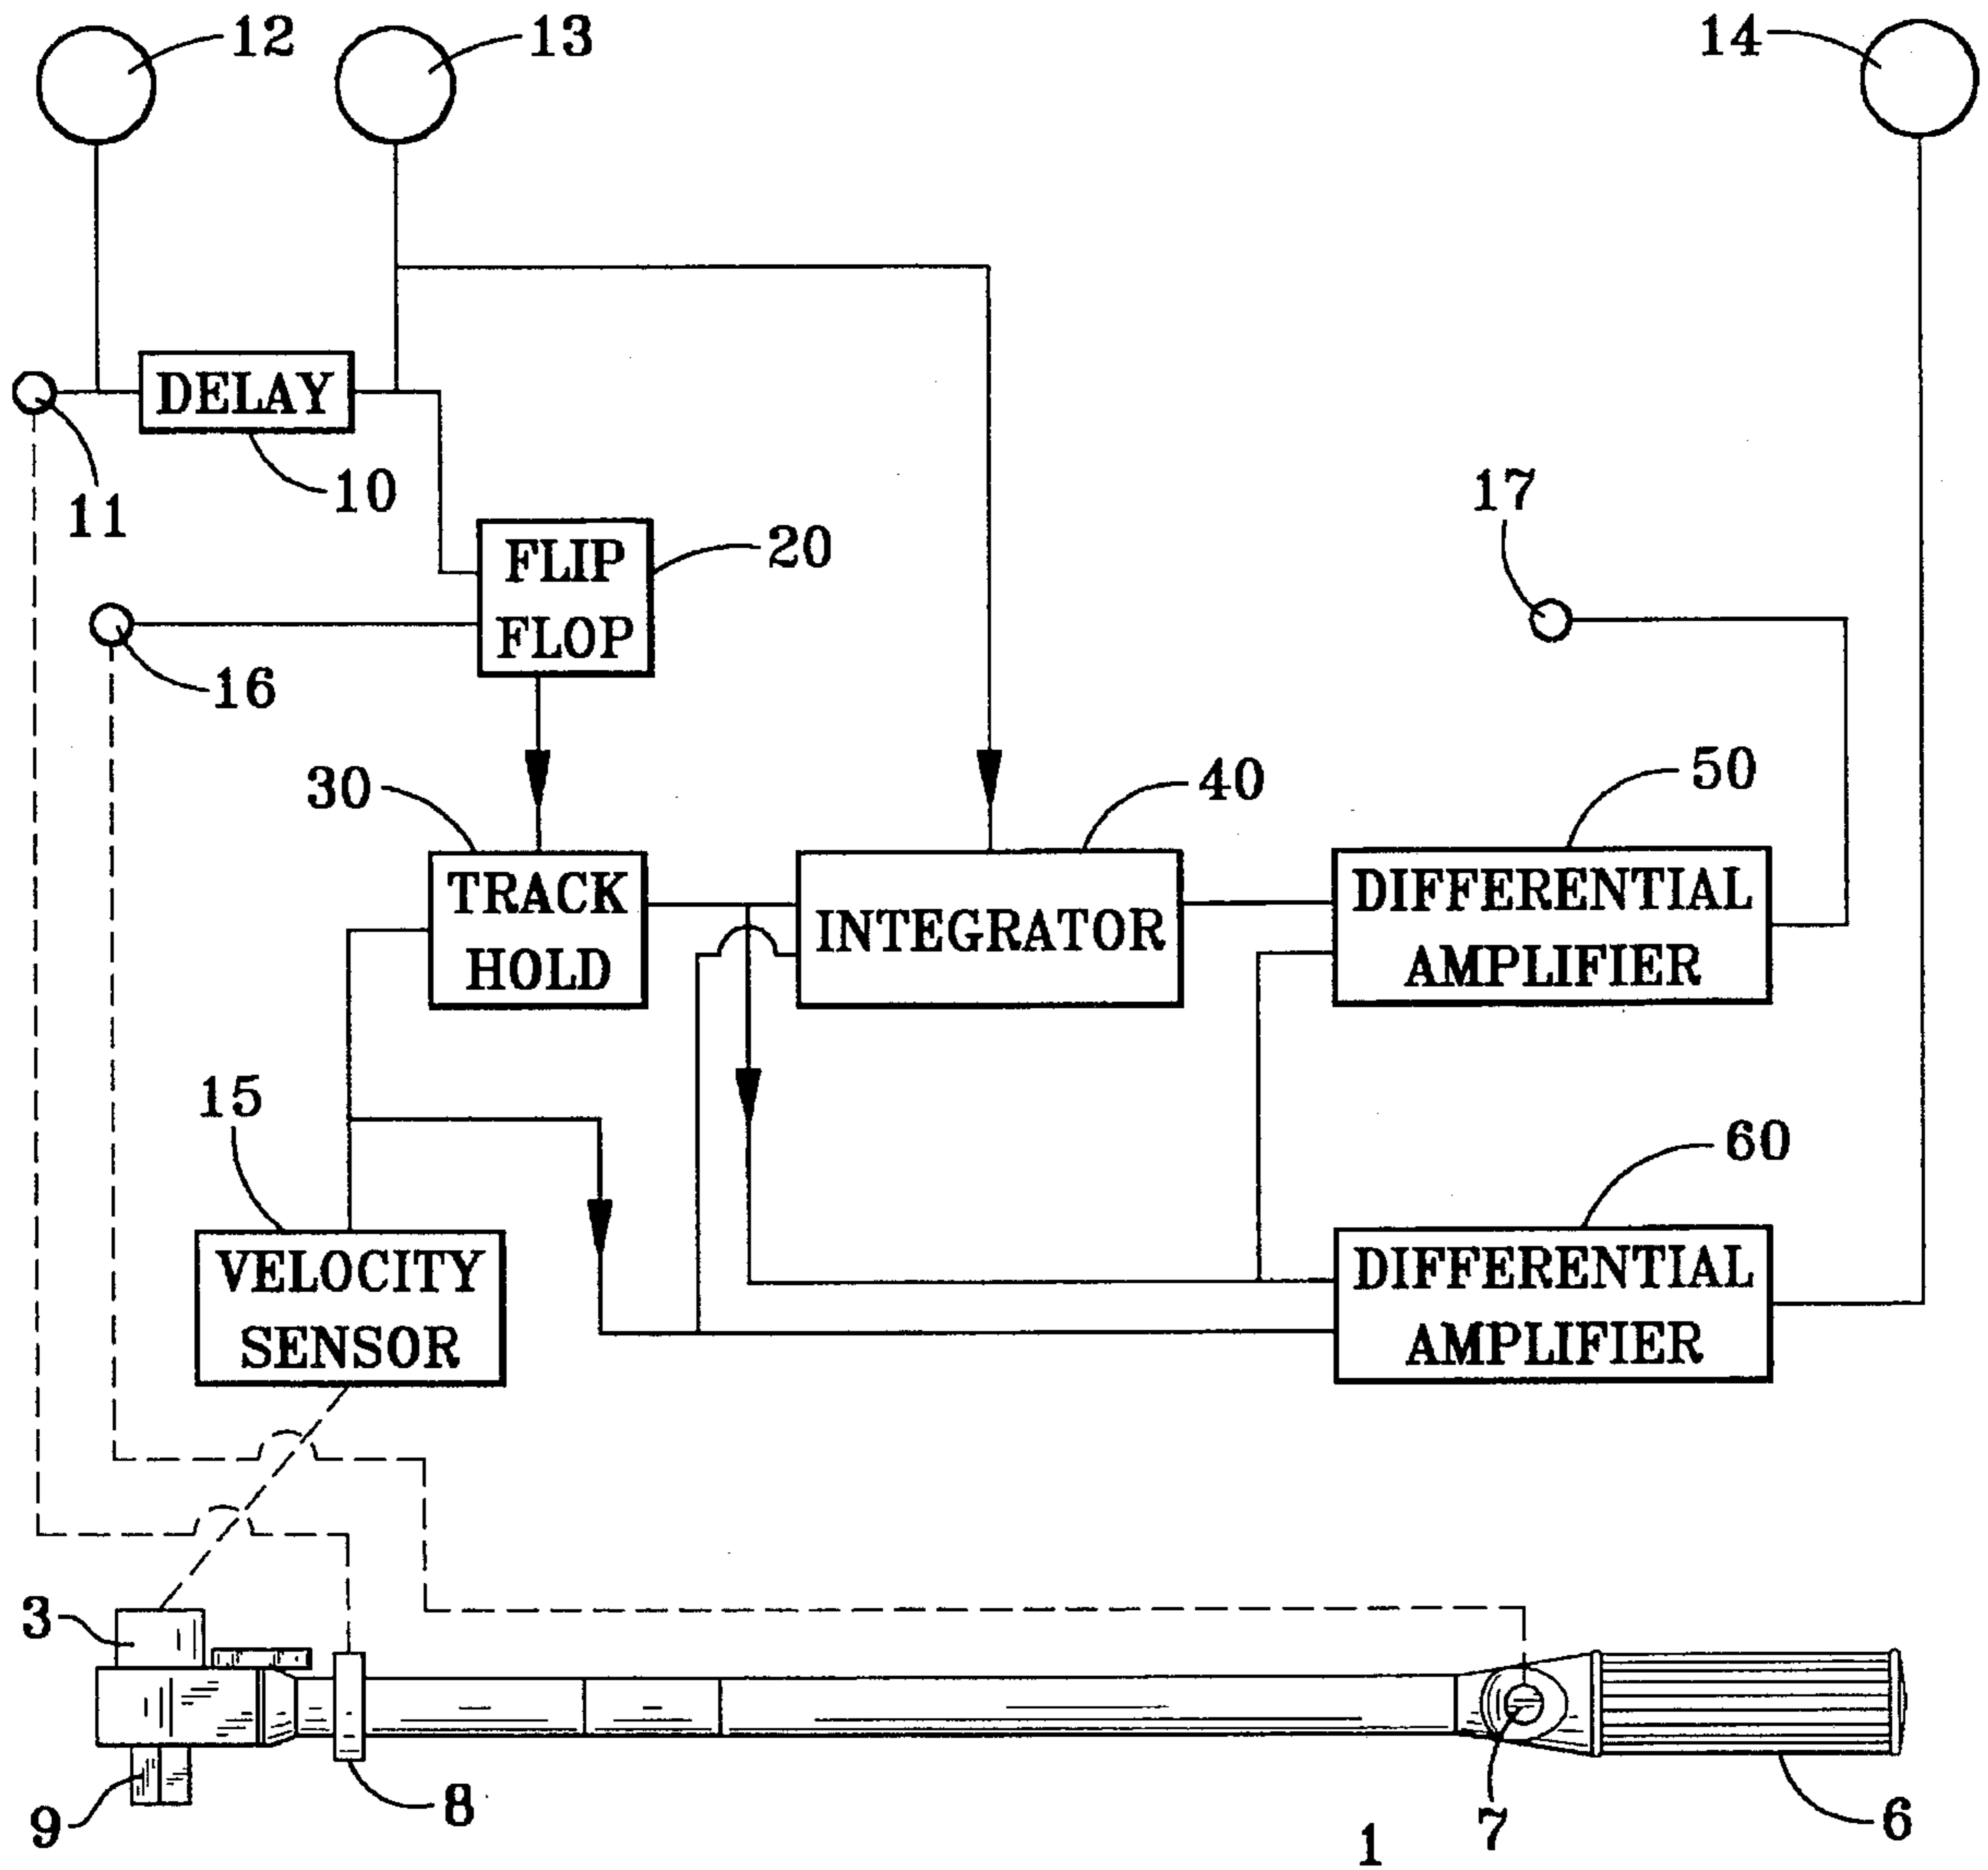 12
13
14
DELAY
11
10
17
FLIP
FLOP
20
16
30
40
50
TRACK
HOLD
INTEGRATOR
DIFFERENTIAL
AMPLIFIER
15
60
VELOCITY
SENSOR
DIFFERENTIAL
AMPLIFIER
3
9
8
7
6
1